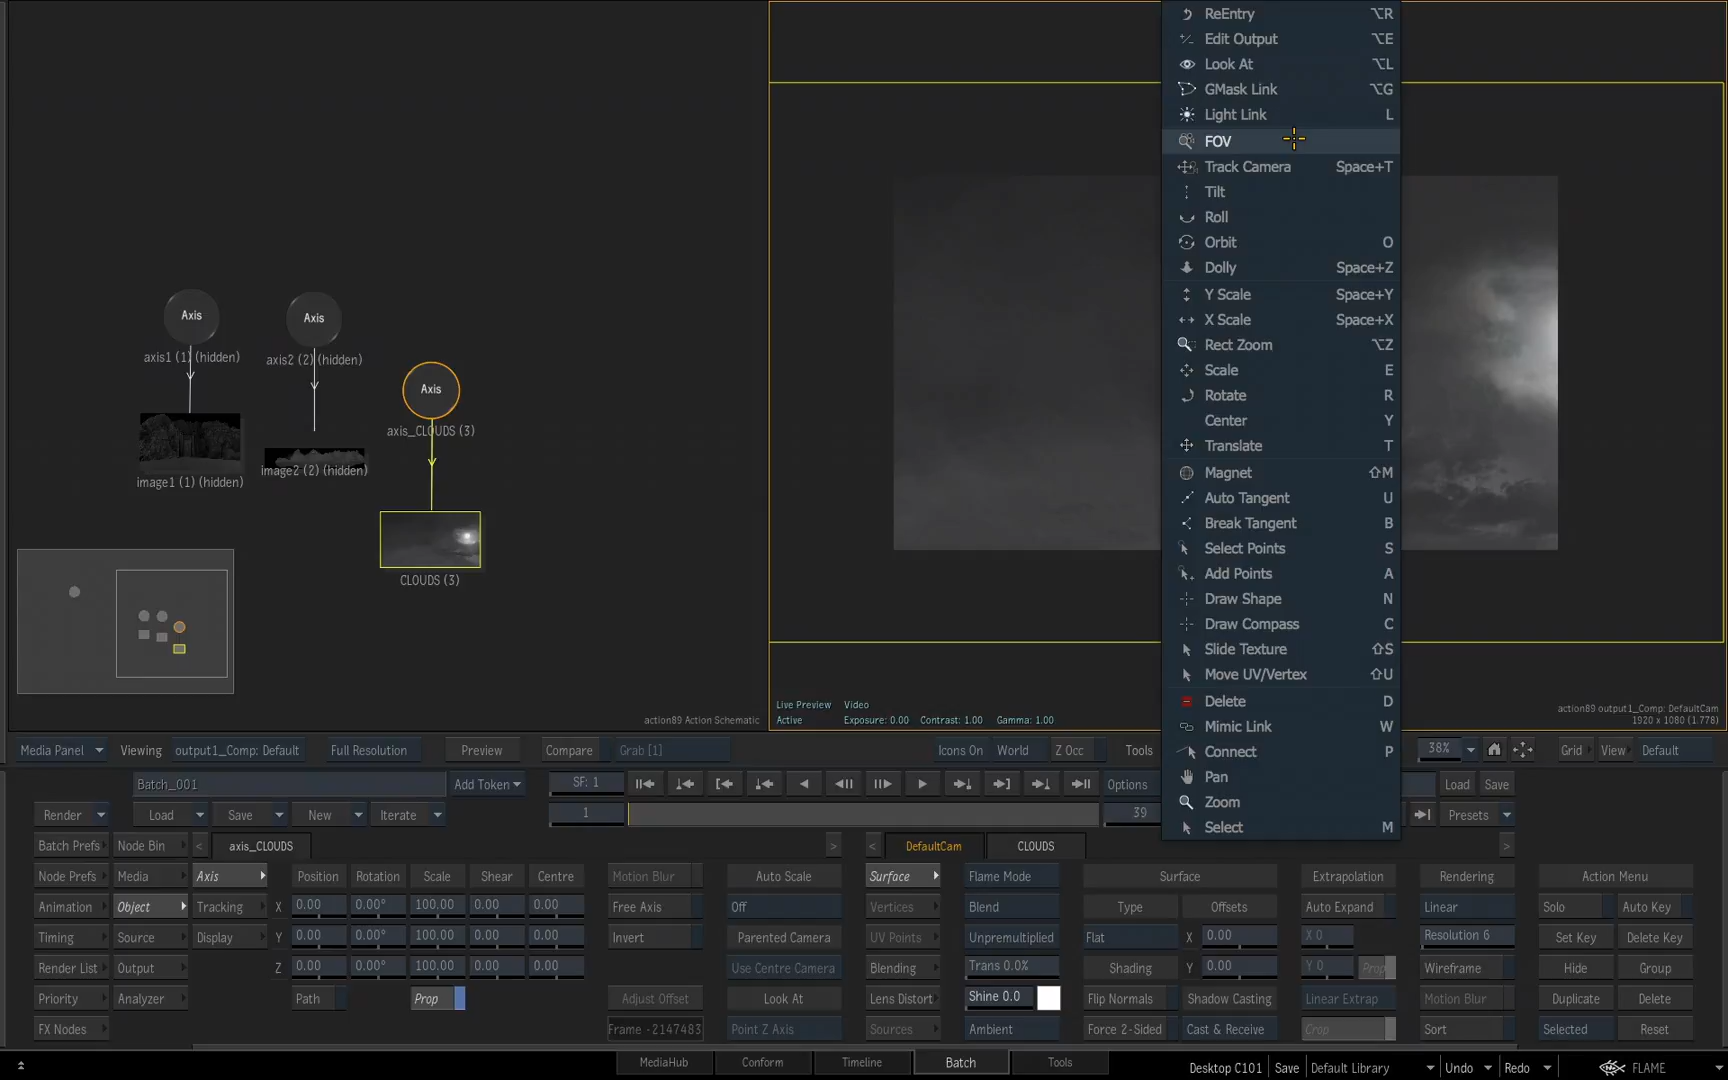 ReEntry ⌥R
Edit Output ⌥E
Look At ⌥L
GMask Link ⌥G
Light Link L
FOV
Track Camera Space+T
Tilt
Roll
Orbit O
Dolly Space+Z
Y Scale Space+Y
X Scale Space+X
Rect Zoom ⌥Z
Scale E
Rotate R
Center Y
Translate T
Magnet ⇧M
Auto Tangent U
Break Tangent B
Select Points S
Add Points A
Draw Shape N
Draw Compass C
Slide Texture ⇧S
Move UV/Vertex ⇧U
Delete D
Mimic Link W
Connect P
Pan
Zoom
Select M
Axis Axis
axis1 (1) (hidden) axis2 (2) (hidden)
Axis
axis_CLOUDS (3)
image1 (1) (hidden) image2 (2) (hidden)
CLOUDS (3)
action89 Action Schematic
Live Preview Video
Active Exposure: 0.00 Contrast: 1.00 Gamma: 1.00
action89 output1_Comp: DefaultCam
1920 x 1080 (1.778)
Media Panel Viewing output1_Comp: Default Full Resolution Preview Compare Grab [1] Icons On World Z Occ Tools 38% Grid View Default
Batch_001 Add Token SF: 1 Options Load Save
Render Load Save New Iterate 1 39 Presets
Batch Prefs Node Bin < axis_CLOUDS > < DefaultCam CLOUDS >
Node Prefs Media Axis Position Rotation Scale Shear Centre Motion Blur Auto Scale Surface Flame Mode Surface Extrapolation Rendering Action Menu
Animation Object Tracking X 0.00 0.00° 100.00 0.00 0.00 Free Axis Off Vertices Blend Type Offsets Auto Expand Linear Solo Auto Key
Timing Source Display Y 0.00 0.00° 100.00 0.00 0.00 Invert Parented Camera UV Points Unpremultiplied Flat X 0.00 X 0 Resolution 6 Set Key Delete Key
Render List Output Z 0.00 0.00° 100.00 0.00 0.00 Use Centre Camera Blending Trans 0.0% Shading Y 0.00 Y 0 Prop Wireframe Hide Group
Priority Analyzer Path Prop Adjust Offset Look At Lens Distort Shine 0.0 Flip Normals Shadow Casting Linear Extrap Motion Blur Duplicate Delete
FX Nodes Frame -2147483 Point Z Axis Sources Ambient Force 2-Sided Cast & Receive Crop Sort Selected Reset
MediaHub Conform Timeline Batch Tools Desktop C101 Save Default Library Undo Redo FLAME